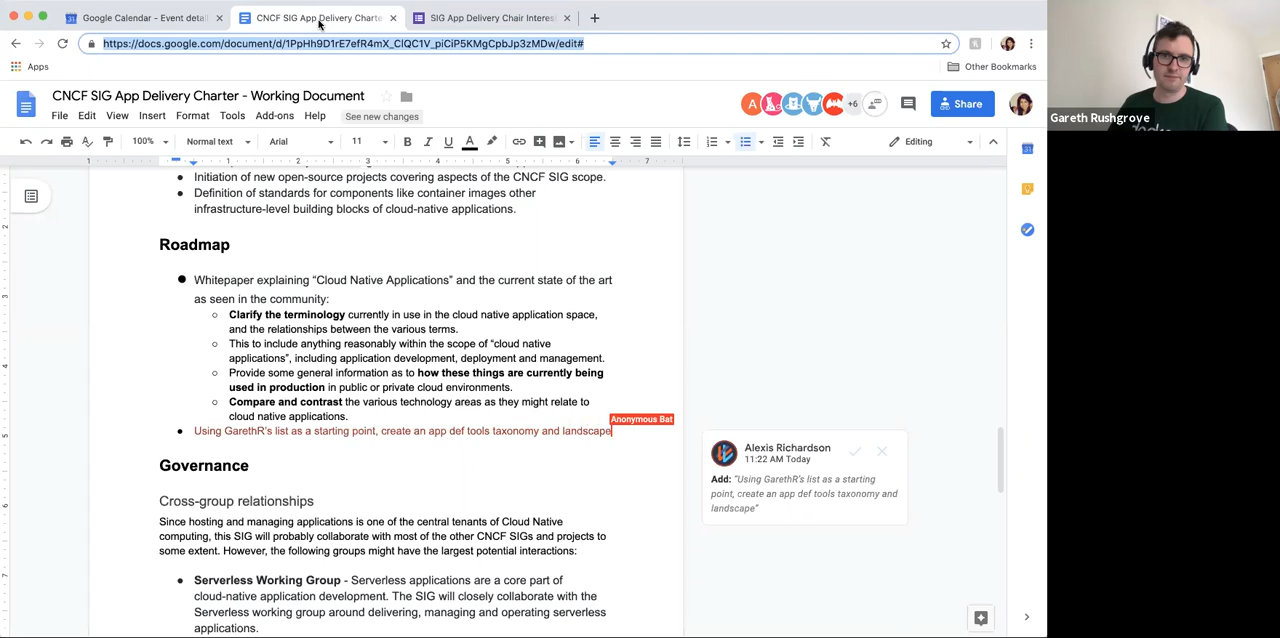 Google Calendar - Event detai
CNCF SIG App Delivery Charte
SIG App Delivery Chair Interes
https://docs.google.com/document/d/1PpHh9D1rE7efR4mX_ClQC1V_piCiP5KMgCpbJp3zMDw/edit#
Apps
Other Bookmarks
CNCF SIG App Delivery Charter - Working Document
File Edit View Insert Format Tools Add-ons Help
See new changes
A
+6
Share
100% Normal text Arial 11 B I U A Editing
1 1 2 3 4 5 6 7
Initiation of new open-source projects covering aspects of the CNCF SIG scope.
Definition of standards for components like container images other
infrastructure-level building blocks of cloud-native applications.
Roadmap
Whitepaper explaining “Cloud Native Applications” and the current state of the art
as seen in the community:
Clarify the terminology currently in use in the cloud native application space,
and the relationships between the various terms.
This to include anything reasonably within the scope of “cloud native
applications”, including application development, deployment and management.
Provide some general information as to how these things are currently being
used in production in public or private cloud environments.
Compare and contrast the various technology areas as they might relate to
cloud native applications.
Anonymous Bat
Using GarethR’s list as a starting point, create an app def tools taxonomy and landscape
Governance
Cross-group relationships
Since hosting and managing applications is one of the central tenants of Cloud Native
computing, this SIG will probably collaborate with most of the other CNCF SIGs and projects to
some extent. However, the following groups might have the largest potential interactions:
Serverless Working Group - Serverless applications are a core part of
cloud-native application development. The SIG will closely collaborate with the
Serverless working group around delivering, managing and operating serverless
applications.
Alexis Richardson
11:22 AM Today
Add: “Using GarethR’s list as a starting
point, create an app def tools taxonomy and
landscape”
Gareth Rushgrove